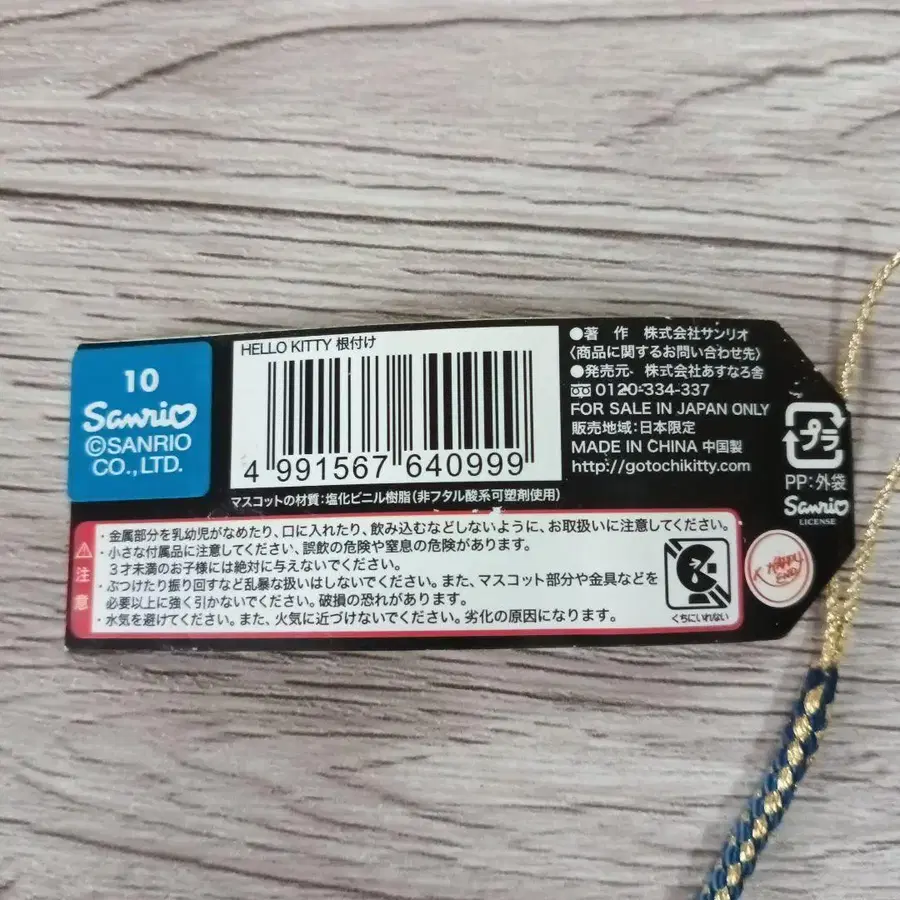 10
Sanrio
©SANRIO
CO., LTD.
HELLO KITTY 根付け
4 991567 640999
●著 作 株式会社サンリオ
〈商品に関するお問い合わせ先〉
●発売元 株式会社あすなろ舎
0120-334-337
FOR SALE IN JAPAN ONLY
販売地域:日本限定
MADE IN CHINA 中国製
http://gotochikitty.com
プラ
PP:外袋
Sanrio
LICENSE
マスコットの材質:塩化ビニル樹脂(非フタル酸系可塑剤使用)
注意
・金属部分を乳幼児がなめたり、口に入れたり、飲み込むなどしないように、お取扱いに注意してください。
・小さな付属品に注意してください、誤飲の危険や窒息の危険があります。
3才未満のお子様には絶対に与えないでください。
・ぶつけたり振り回すなど乱暴な扱いはしないでください。また、マスコット部分や金具などを
必要以上に強く引かないでください。破損の恐れがあります。
・水気を避けてください。また、火気に近づけないでください。劣化の原因になります。
くちにいれない
K HAPPY
END